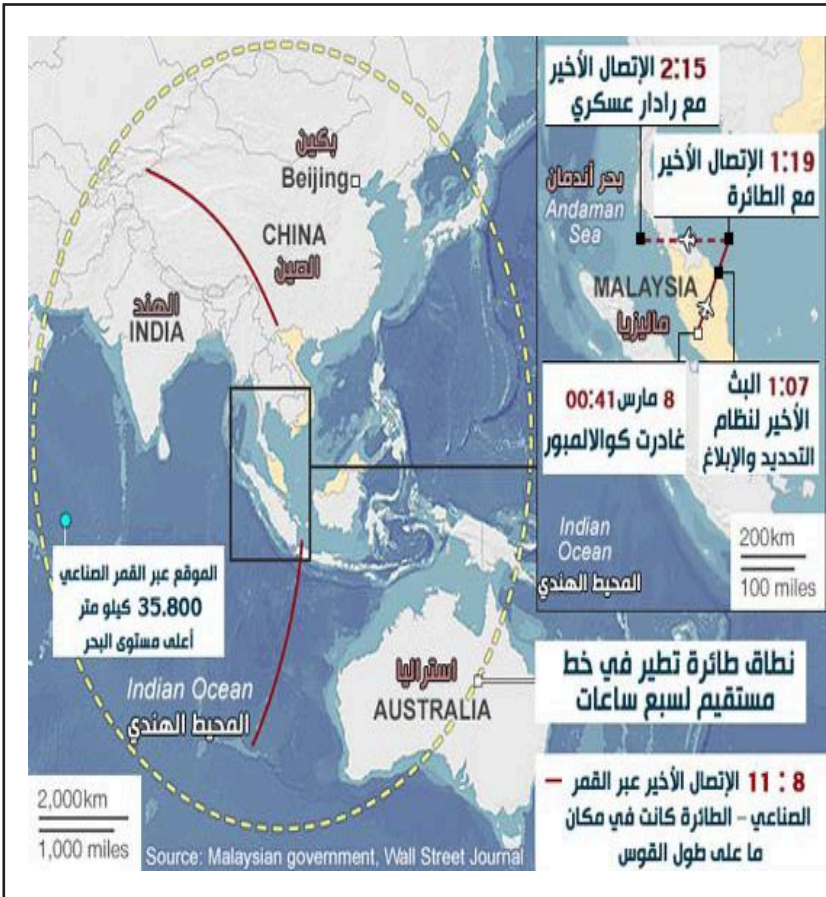 بكين
Beijing
CHINA
الصين
الهند
INDIA
الموقع عبر القمر الصناعي
35.800 كيلو متر
أعلى مستوى البحر
Indian Ocean
المحيط الهندي
استراليا
AUSTRALIA
2,000km
1,000 miles
Source: Malaysian government, Wall Street Journal
2:15 الإتصال الأخير
مع رادار عسكري
1:19 الإتصال الأخير
مع الطائرة
بحر أندمان
Andaman
Sea
MALAYSIA
ماليزيا
8 مارس 00:41
غادرت كوالالمبور
1:07 البث
الأخير لنظام
التحديد والإبلاغ
Indian
Ocean
المحيط الهندي
200km
100 miles
نطاق طائرة تطير في خط
مستقيم لسبع ساعات
8 : 11 الإتصال الأخير عبر القمر
الصناعي – الطائرة كانت في مكان
ما على طول القوس